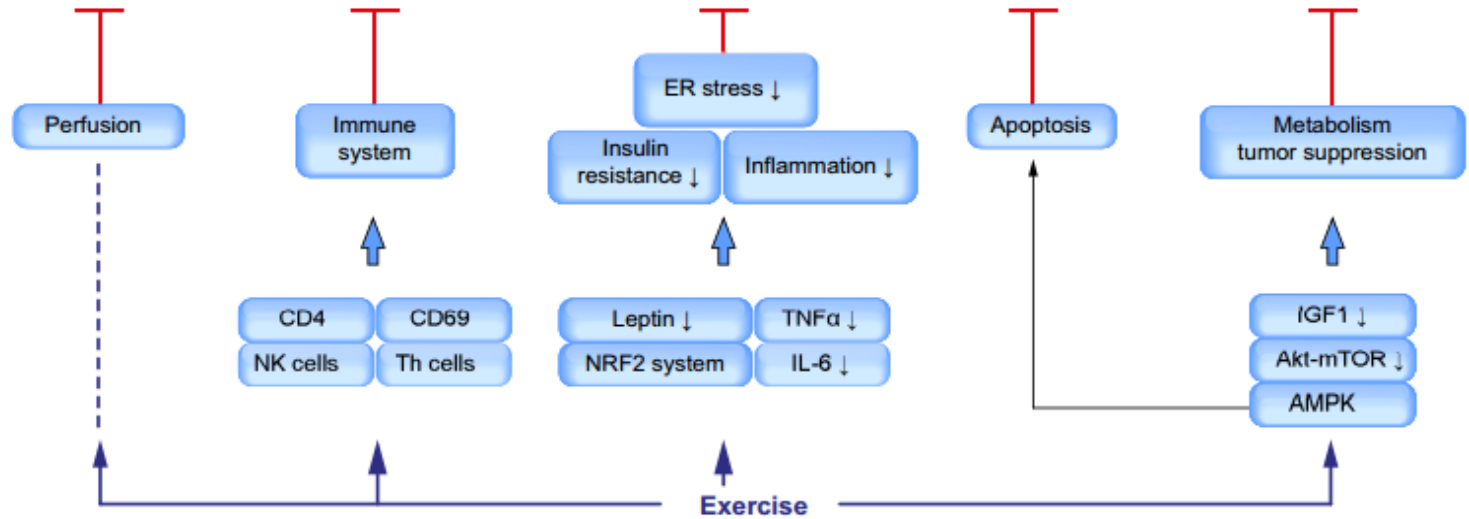 ER stress ↓
Perfusion
Immune
system
Insulin
resistance ↓
Inflammation ↓
Apoptosis
Metabolism
tumor suppression
CD4
CD69
NK cells
Th cells
Leptin ↓
TNFα ↓
NRF2 system
IL-6 ↓
IGF1 ↓
Akt-mTOR ↓
AMPK
Exercise